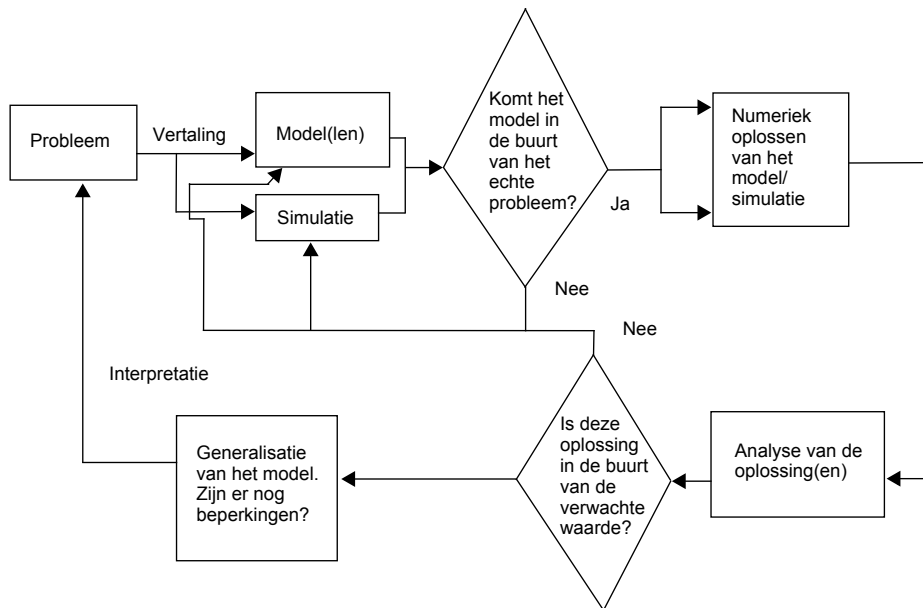 Probleem
Vertaling
Model(len)
Simulatie
Komt het
model in
de buurt
van het
echte
probleem?
Ja
Nee
Numeriek
oplossen
van het
model/
simulatie
Analyse van de
oplossing(en)
Is deze
oplossing
in de buurt
van de
verwachte
waarde?
Nee
Generalisatie
van het model.
Zijn er nog
beperkingen?
Interpretatie